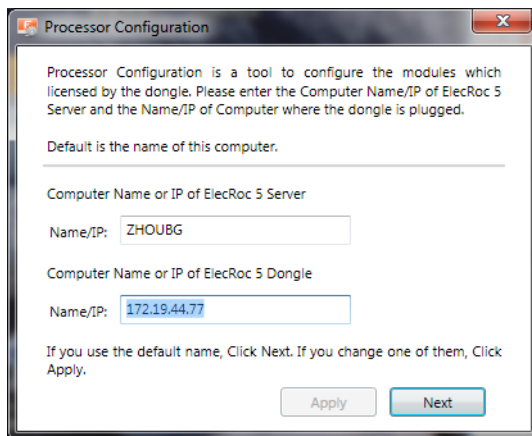 Processor Configuration
Processor Configuration is a tool to configure the modules which
licensed by the dongle. Please enter the Computer Name/IP of ElecRoc 5
Server and the Name/IP of Computer where the dongle is plugged.
Default is the name of this computer.
Computer Name or IP of ElecRoc 5 Server
Name/IP: ZHOUBG
Computer Name or IP of ElecRoc 5 Dongle
Name/IP: 172.19.44.77
If you use the default name, Click Next. If you change one of them, Click
Apply.
Apply Next